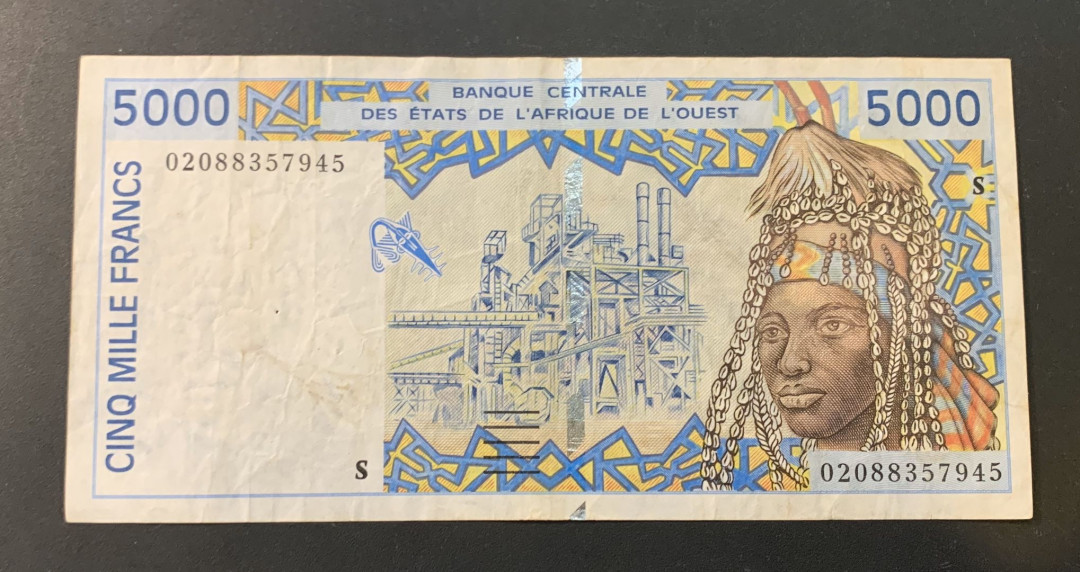 5000
BANQUE CENTRALE
DES ÉTATS DE L'AFRIQUE DE L'OUEST
5000
02088357945
S
CINQ MILLE FRANCS
S
02088357945